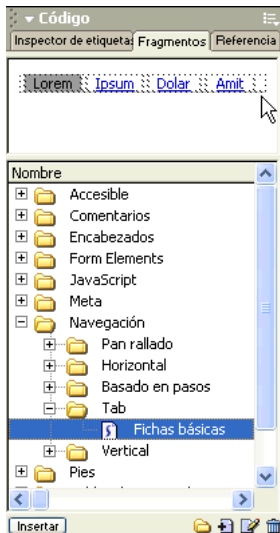 Código
Inspector de etiquetas Fragmentos Referencia
Lorem Ipsum Dolar Amit
Nombre
Accesible
Comentarios
Encabezados
Form Elements
JavaScript
Meta
Navegación
Pan rallado
Horizontal
Basado en pasos
Tab
Fichas básicas
Vertical
Pies
Insertar